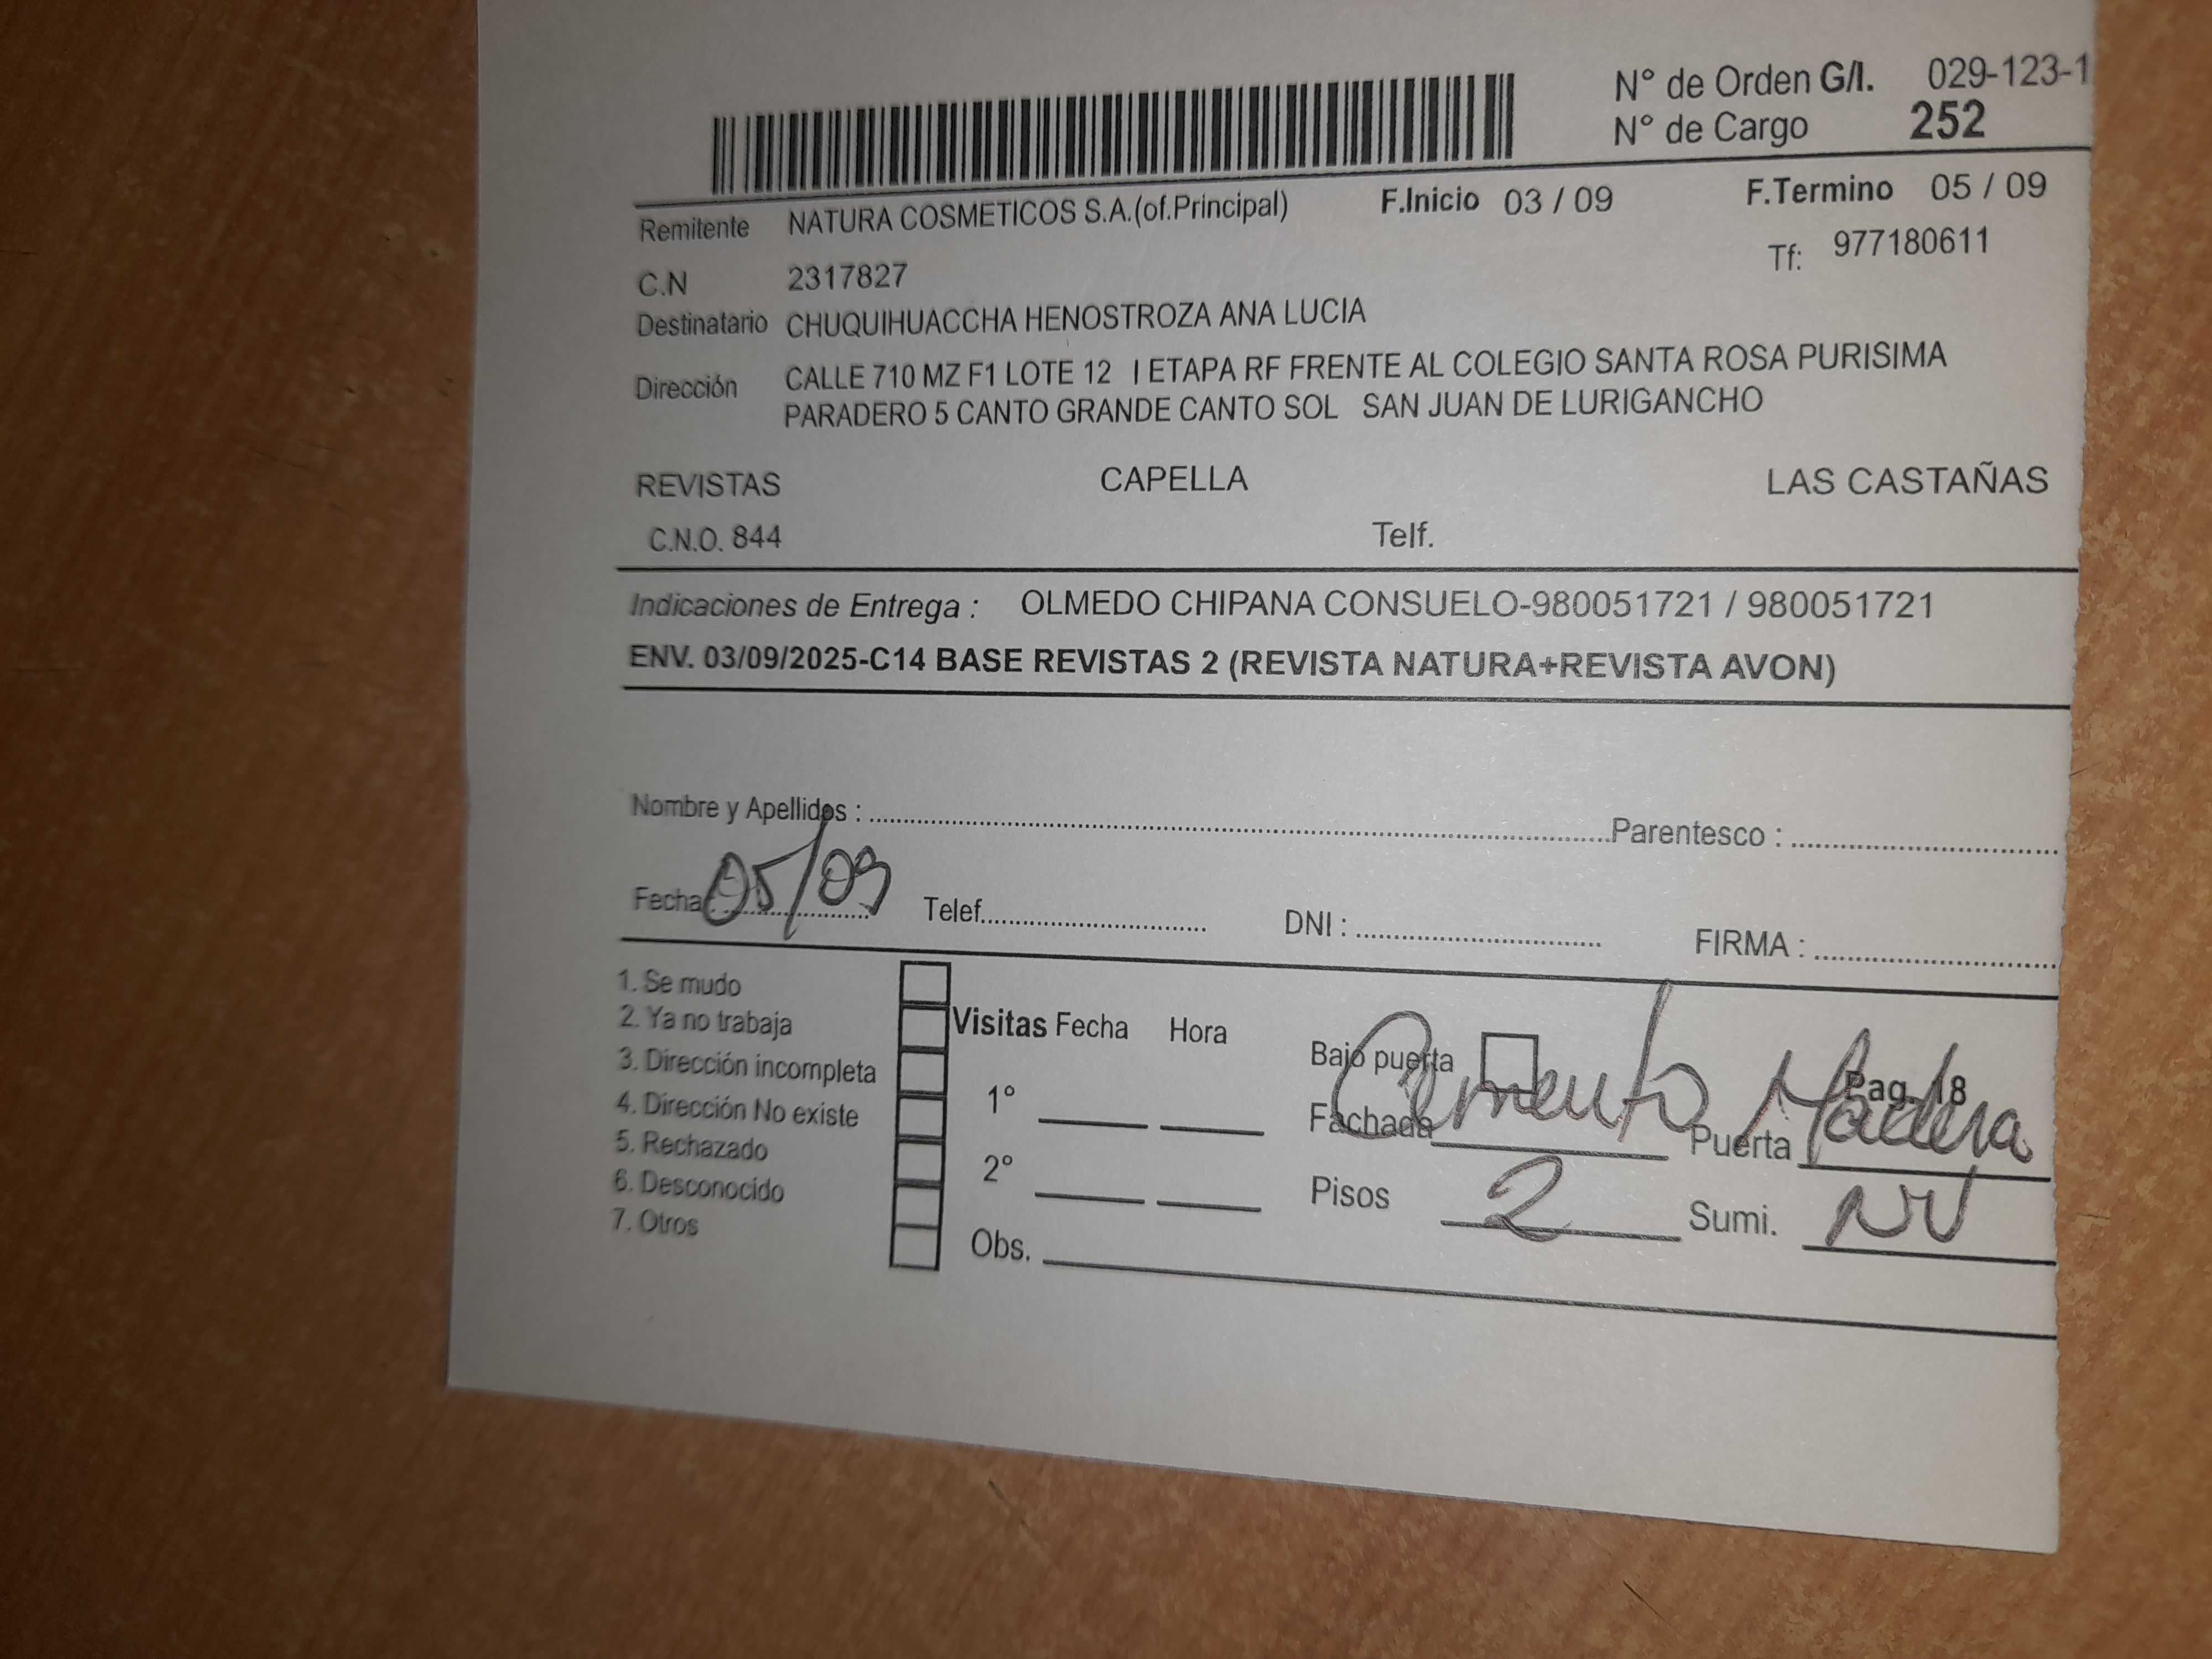 N° de Orden G/I. 029-123-1
N° de Cargo 252
Remitente NATURA COSMETICOS S.A.(of.Principal) F.Inicio 03 / 09 F.Termino 05 / 09
C.N 2317827 Tf: 977180611
Destinatario CHUQUIHUACCHA HENOSTROZA ANA LUCIA
Dirección CALLE 710 MZ F1 LOTE 12 I ETAPA RF FRENTE AL COLEGIO SANTA ROSA PURISIMA
PARADERO 5 CANTO GRANDE CANTO SOL SAN JUAN DE LURIGANCHO
REVISTAS CAPELLA LAS CASTAÑAS
C.N.O. 844 Telf.
Indicaciones de Entrega : OLMEDO CHIPANA CONSUELO-980051721 / 980051721
ENV. 03/09/2025-C14 BASE REVISTAS 2 (REVISTA NATURA+REVISTA AVON)
Nombre y Apellidos : Parentesco :
Fecha : 05/09 Telef. DNI : FIRMA :
1. Se mudo
2. Ya no trabaja
3. Dirección incompleta
4. Dirección No existe
5. Rechazado
6. Desconocido
7. Otros
Visitas Fecha Hora
1°
2°
Obs.
Bajo puerta
Pag. 18
Fachada Cemento Puerta Madera
Pisos 2 Sumi. NV